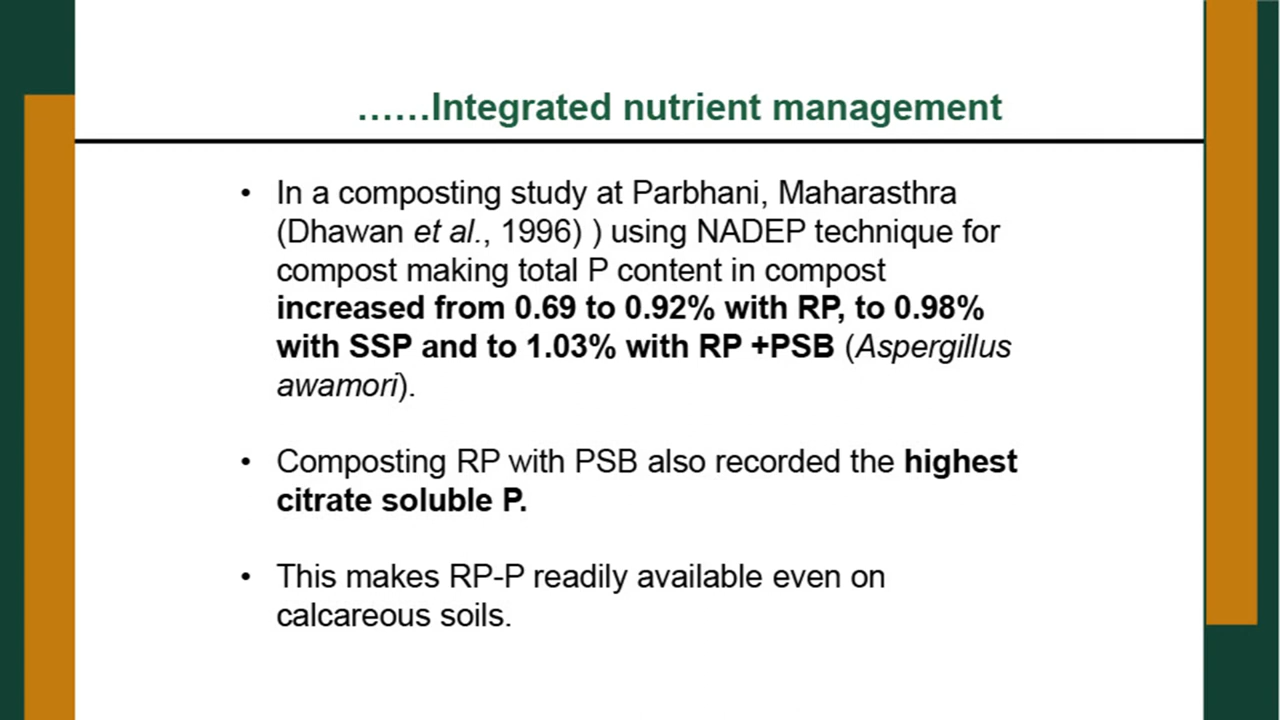 ......Integrated nutrient management
• In a composting study at Parbhani, Maharasthra
(Dhawan et al., 1996) ) using NADEP technique for
compost making total P content in compost
increased from 0.69 to 0.92% with RP, to 0.98%
with SSP and to 1.03% with RP +PSB (Aspergillus
awamori).
• Composting RP with PSB also recorded the highest
citrate soluble P.
• This makes RP-P readily available even on
calcareous soils.